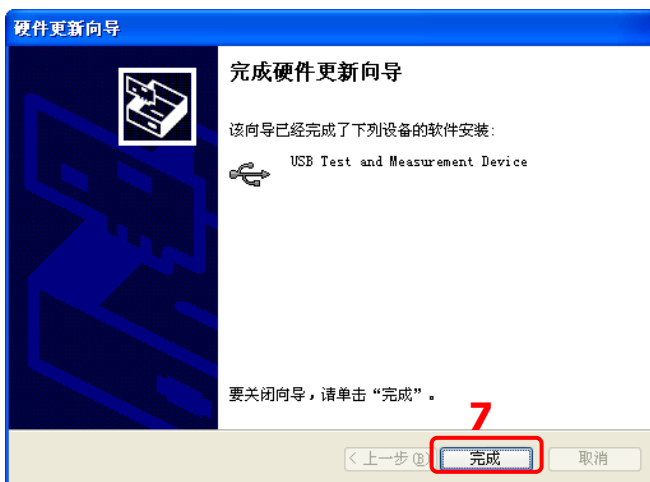 硬件更新向导
完成硬件更新向导
该向导已经完成了下列设备的软件安装:
USB Test and Measurement Device
要关闭向导，请单击“完成”。
7
< 上一步(B) 完成 取消